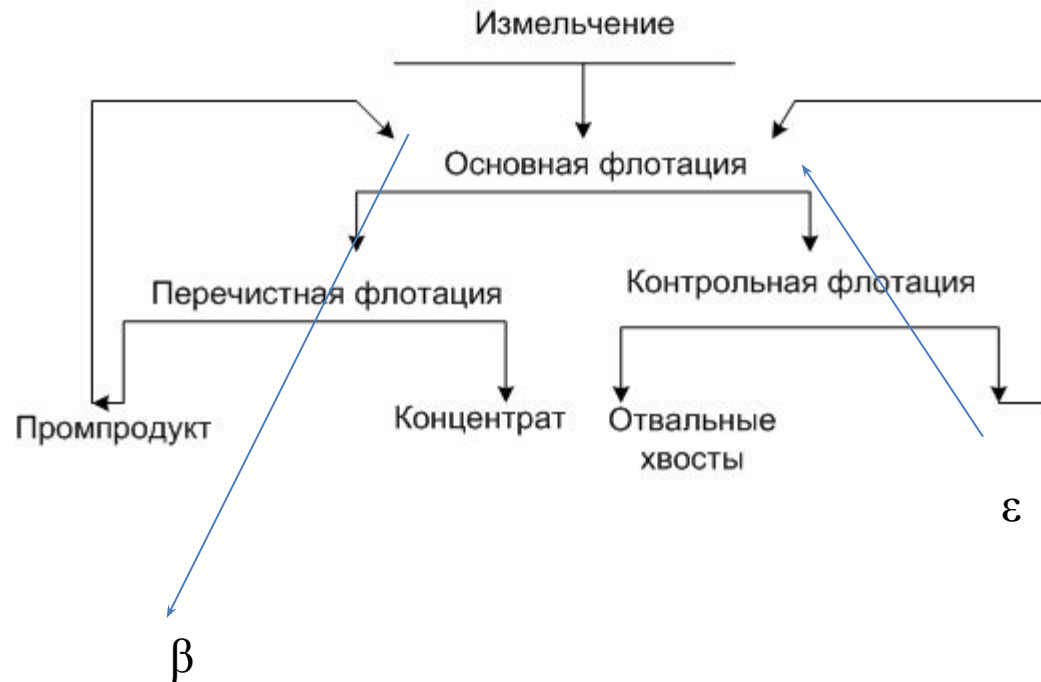 Измельчение
Основная флотация
Перечистная флотация
Контрольная флотация
Промпродукт
Концентрат
Отвальные
хвосты
ε
β